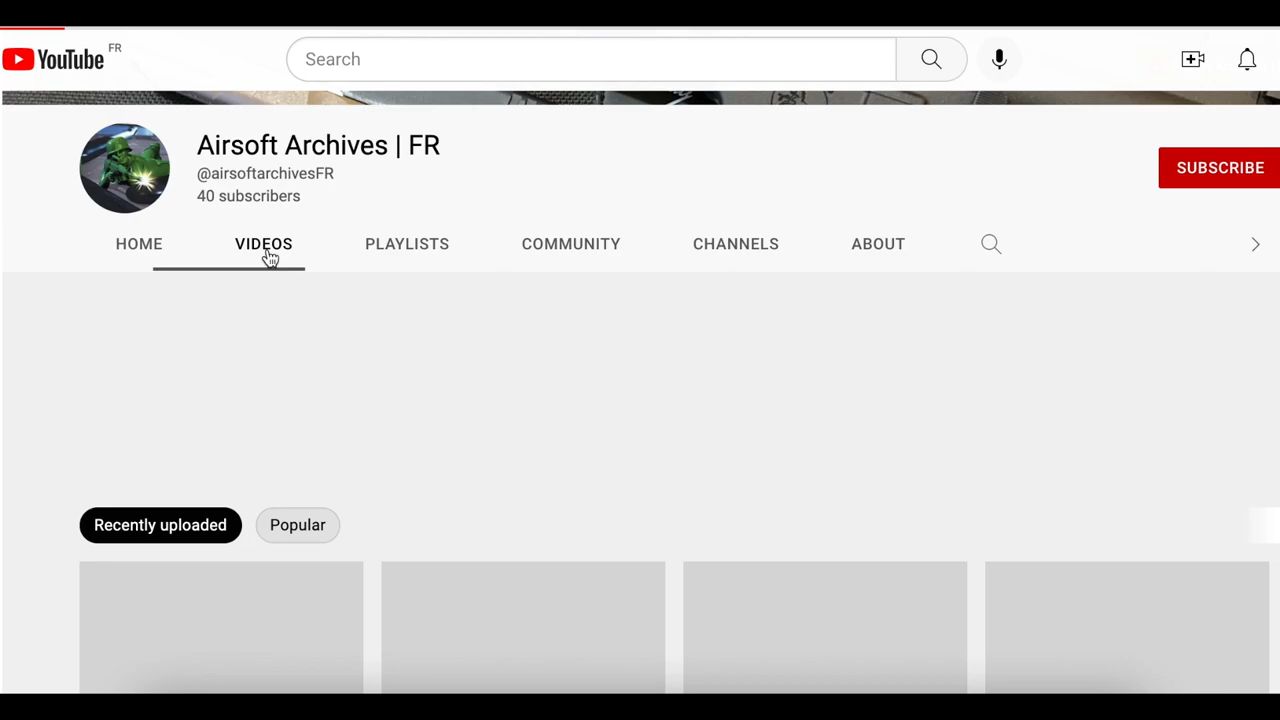 YouTube FR
Search
Airsoft Archives | FR
@airsoftarchivesFR
40 subscribers
SUBSCRIBE
HOME VIDEOS PLAYLISTS COMMUNITY CHANNELS ABOUT
Recently uploaded Popular